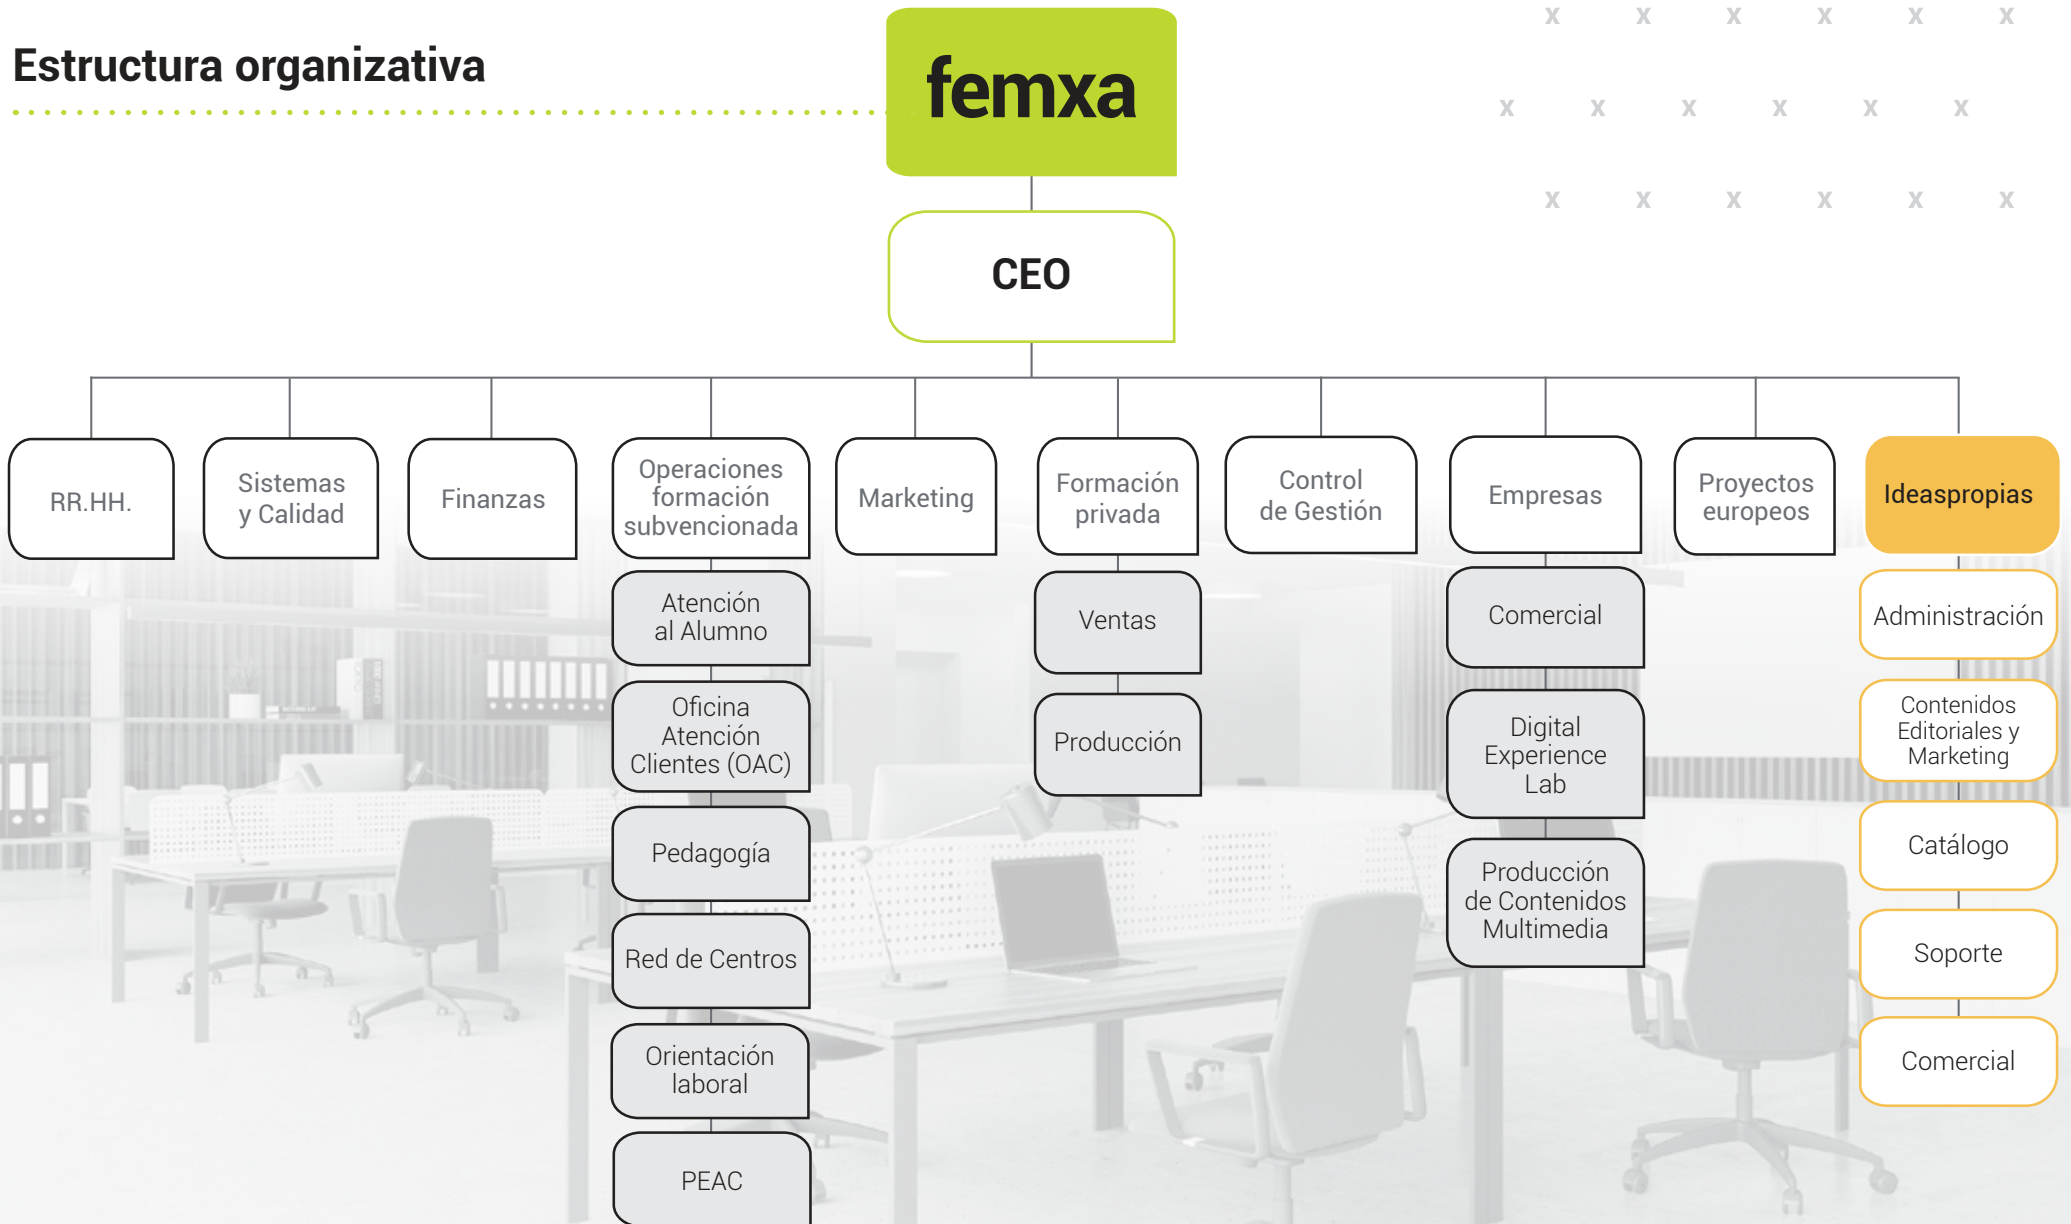 Estructura organizativa
femxa
x x x x x x
x x x x x x
x x x x x x
CEO
RR.HH.
Sistemas
y Calidad
Finanzas
Operaciones
formación
subvencionada
Marketing
Formación
privada
Control
de Gestión
Empresas
Proyectos
europeos
Ideaspropias
Atención
al Alumno
Oficina
Atención
Clientes (OAC)
Pedagogía
Red de Centros
Orientación
laboral
PEAC
Ventas
Producción
Comercial
Digital
Experience
Lab
Producción
de Contenidos
Multimedia
Administración
Contenidos
Editoriales y
Marketing
Catálogo
Soporte
Comercial